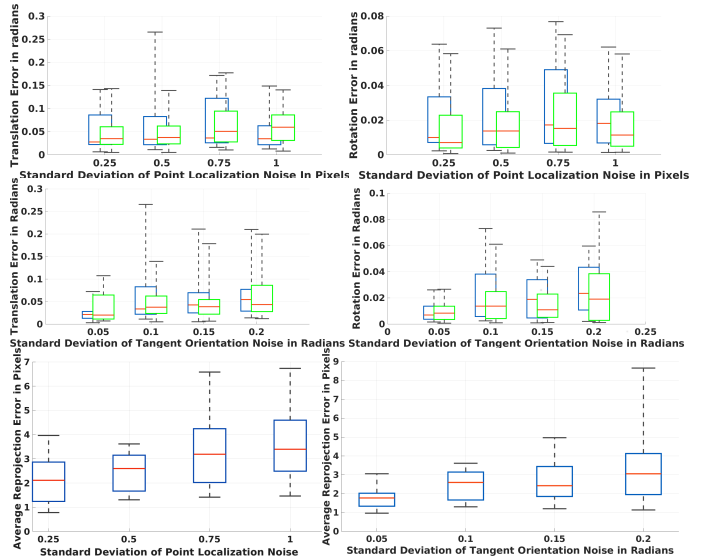 Translation Error in radians
0.3
0.25
0.2
0.15
0.1
0.05
0
0.25 0.5 0.75 1
Standard Deviation of Point Localization Noise In Pixels
Rotation Error in radians
0.08
0.06
0.04
0.02
0
0.25 0.5 0.75 1
Standard Deviation of Point Localization Noise in Pixels
Translation Error in Radians
0.3
0.25
0.2
0.15
0.1
0.05
0
0.05 0.1 0.15 0.2
Standard Deviation of Tangent Orientation Noise in Radians
Rotation Error in Radians
0.1
0.08
0.06
0.04
0.02
0
0.05 0.1 0.15 0.2 0.25
Standard Deviation of Tangent Orientation Noise in Radians
Average Reprojection Error in Pixels
7
6
5
4
3
2
1
0
0.25 0.5 0.75 1
Standard Deviation of Point Localization Noise
Average Reprojection Error in Pixels
9
8
7
6
5
4
3
2
1
0
0.05 0.1 0.15 0.2
Standard Deviation of Tangent Orientation Noise in Radians